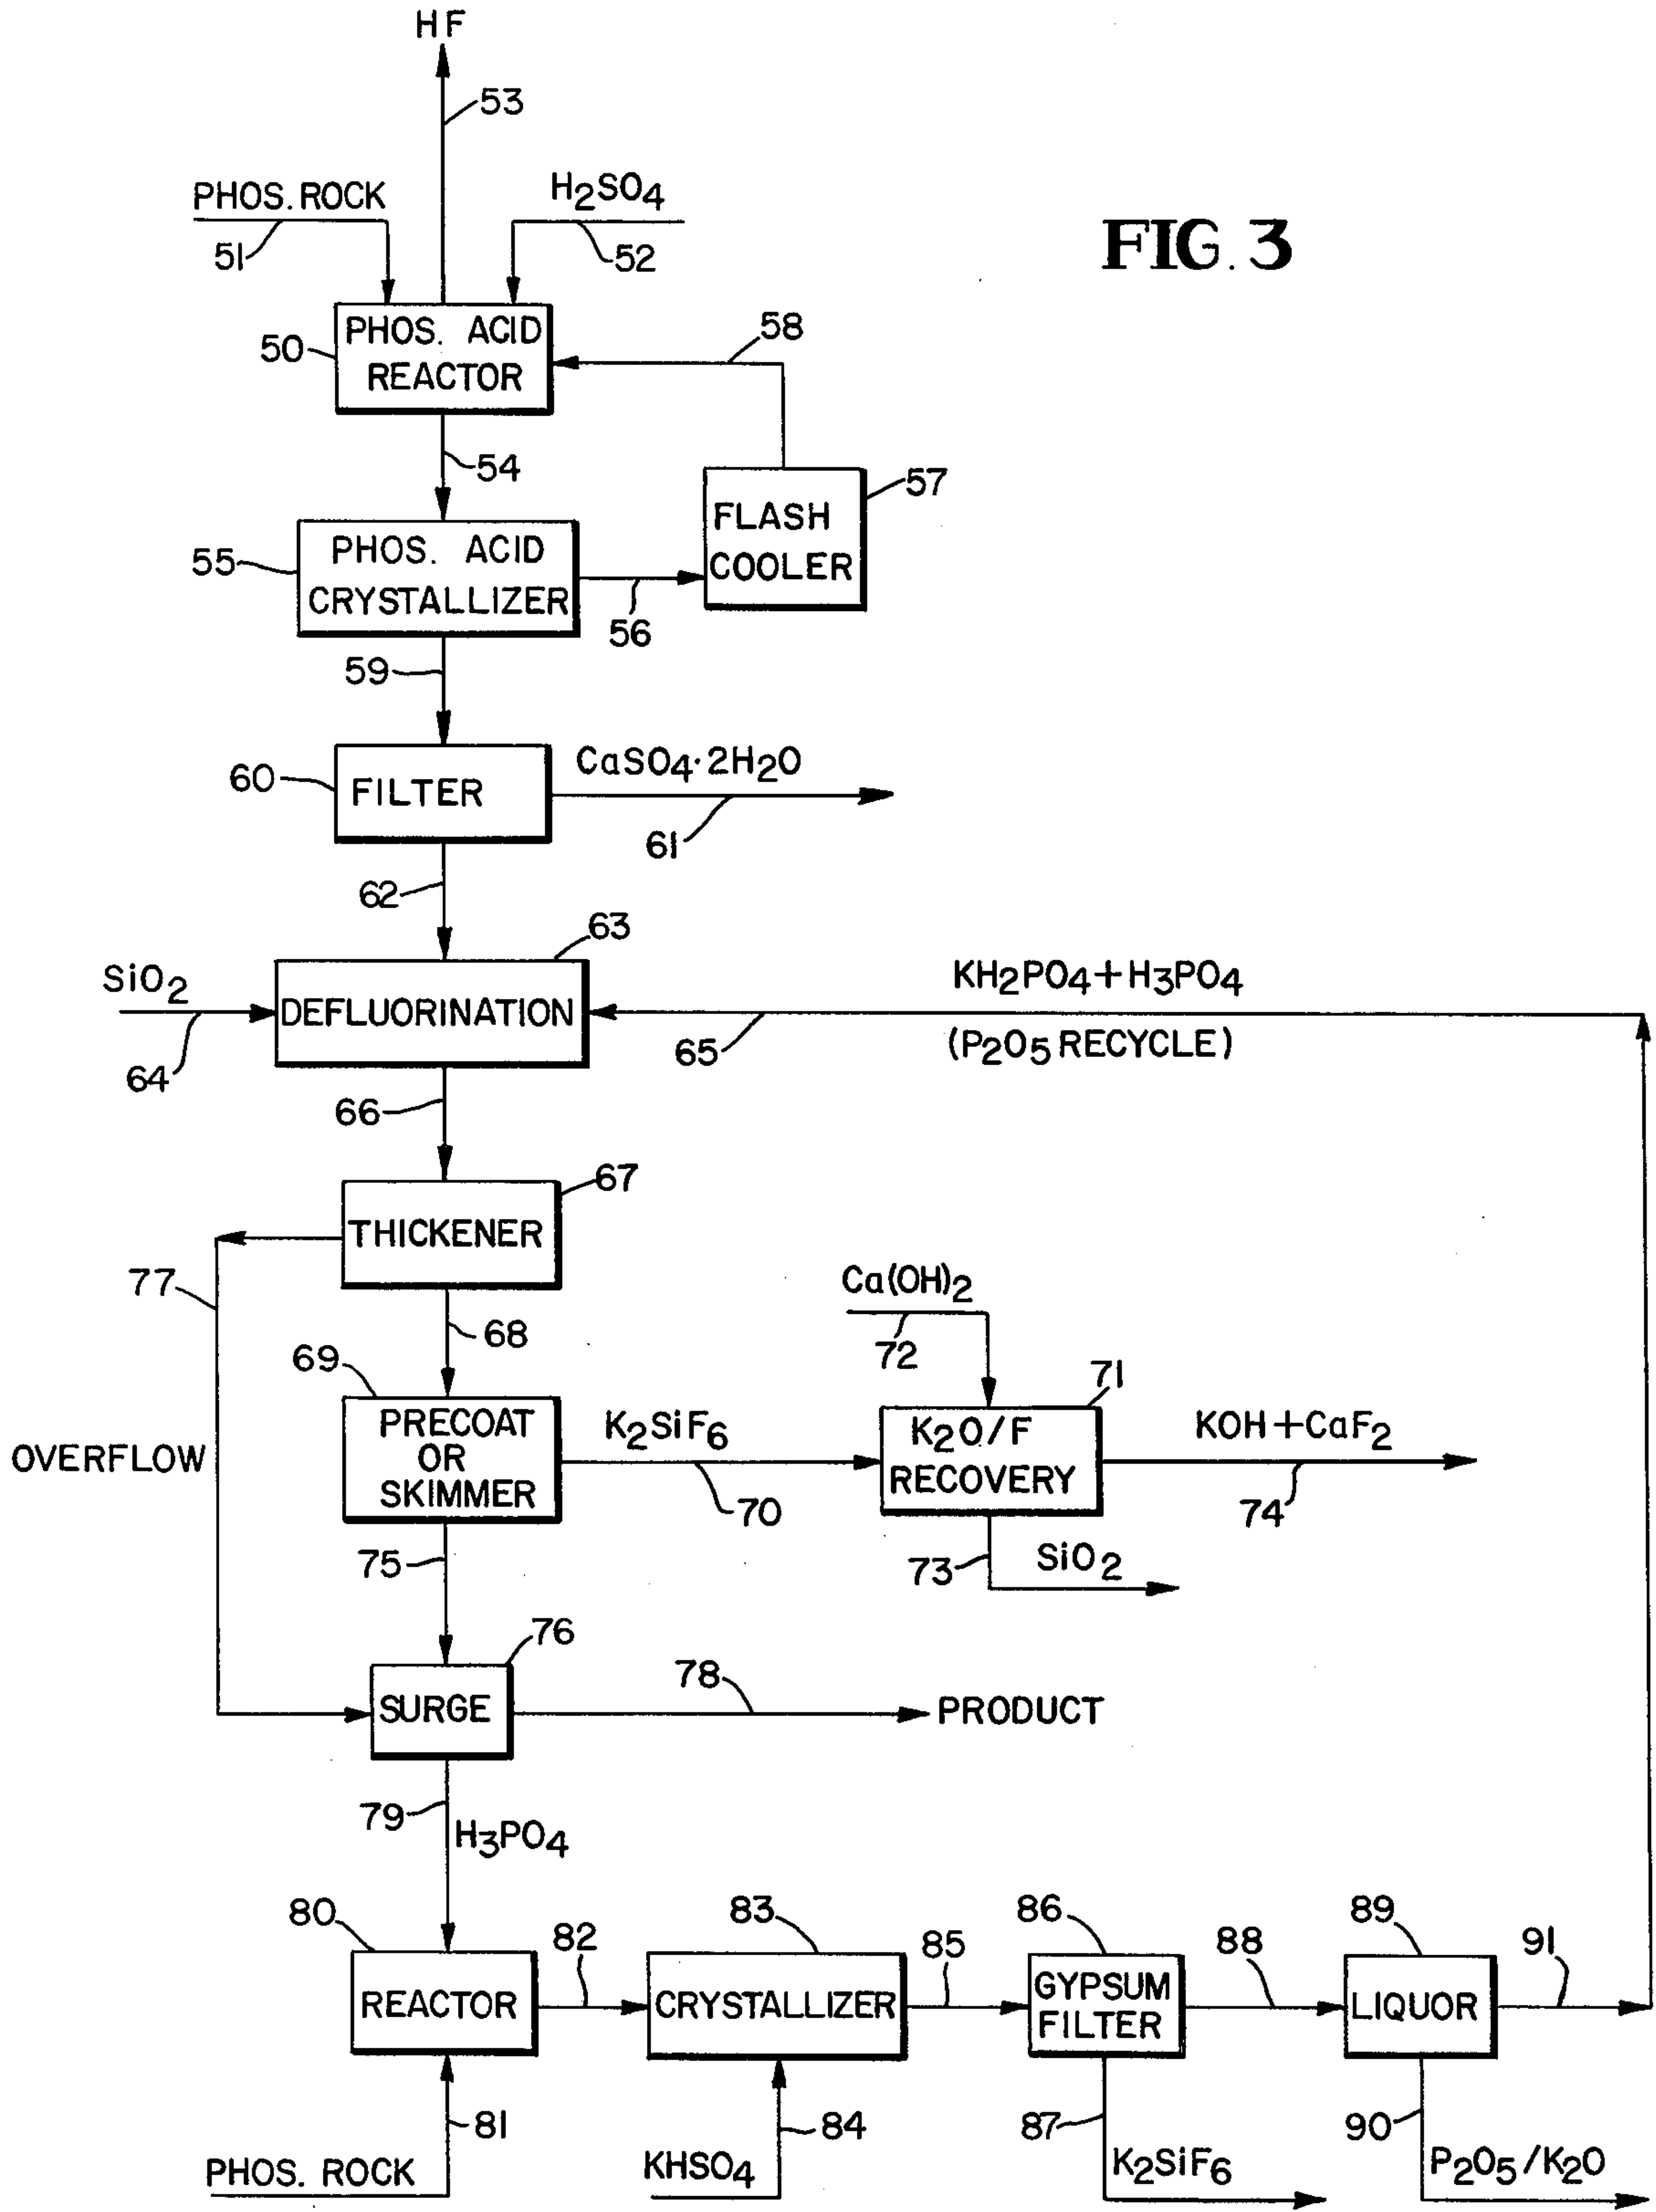 HF
53
PHOS. ROCK
H2SO4
51
52
FIG. 3
PHOS. ACID
REACTOR
50
58
54
57
FLASH
COOLER
PHOS. ACID
CRYSTALLIZER
55
56
59
CaSO4·2H2O
60
FILTER
61
62
63
SiO2
DEFLUORINATION
KH2PO4+H3PO4
(P2O5 RECYCLE)
64
65
66
67
THICKENER
77
68
Ca(OH)2
72
69
71
PRECOAT
OR
SKIMMER
K2SiF6
K2O/F
RECOVERY
KOH+CaF2
OVERFLOW
70
74
75
73
SiO2
76
SURGE
78
PRODUCT
79
H3PO4
80
82
83
85
86
88
89
91
REACTOR
CRYSTALLIZER
GYPSUM
FILTER
LIQUOR
81
84
87
90
PHOS. ROCK
KHSO4
K2SiF6
P2O5/K2O